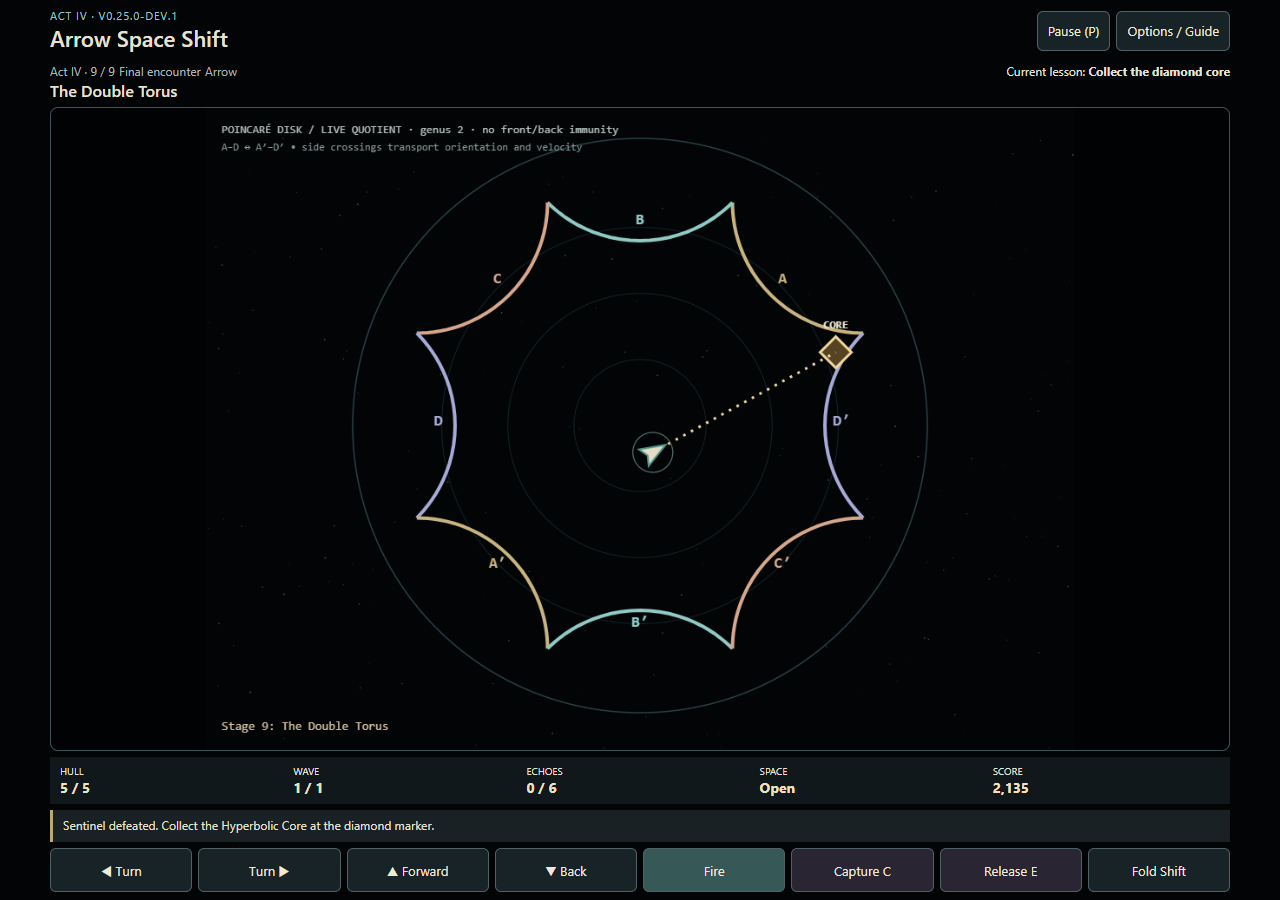 ACT IV · V0.25.0-DEV.1
Arrow Space Shift
Pause (P)
Options / Guide
Act IV · 9 / 9 Final encounter Arrow
Current lesson: Collect the diamond core
The Double Torus
POINCARÉ DISK / LIVE QUOTIENT · genus 2 · no front/back immunity
A–D ↔ A′–D′ • side crossings transport orientation and velocity
B
C
A
CORE
D
D′
A′
C′
B′
Stage 9: The Double Torus
HULL
5 / 5
WAVE
1 / 1
ECHOES
0 / 6
SPACE
Open
SCORE
2,135
Sentinel defeated. Collect the Hyperbolic Core at the diamond marker.
◀ Turn
Turn ▶
▲ Forward
▼ Back
Fire
Capture C
Release E
Fold Shift